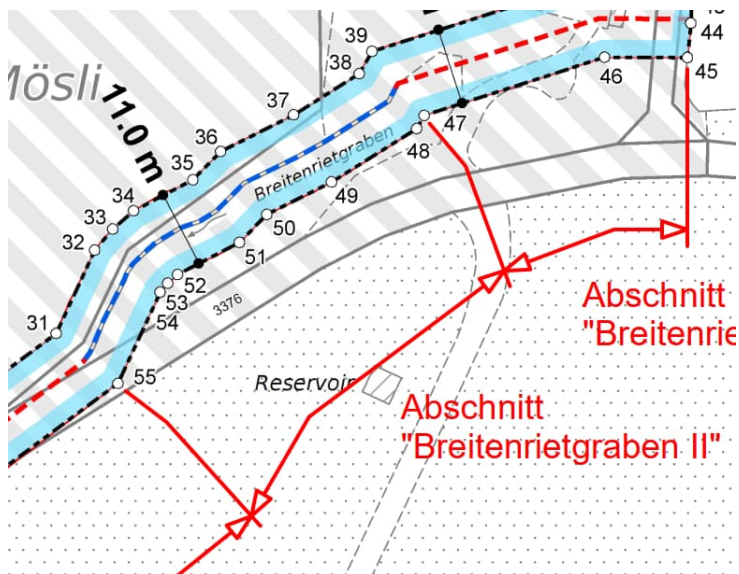 44
39
45
38
46
Mösli
37
47
11.0 m
36
48
35
Breitenrietgraben
49
34
33
50
32
51
52
53
3376
54
31
55
Reservoir
Abschnitt
"Breitenrie
Abschnitt
"Breitenrietgraben II"